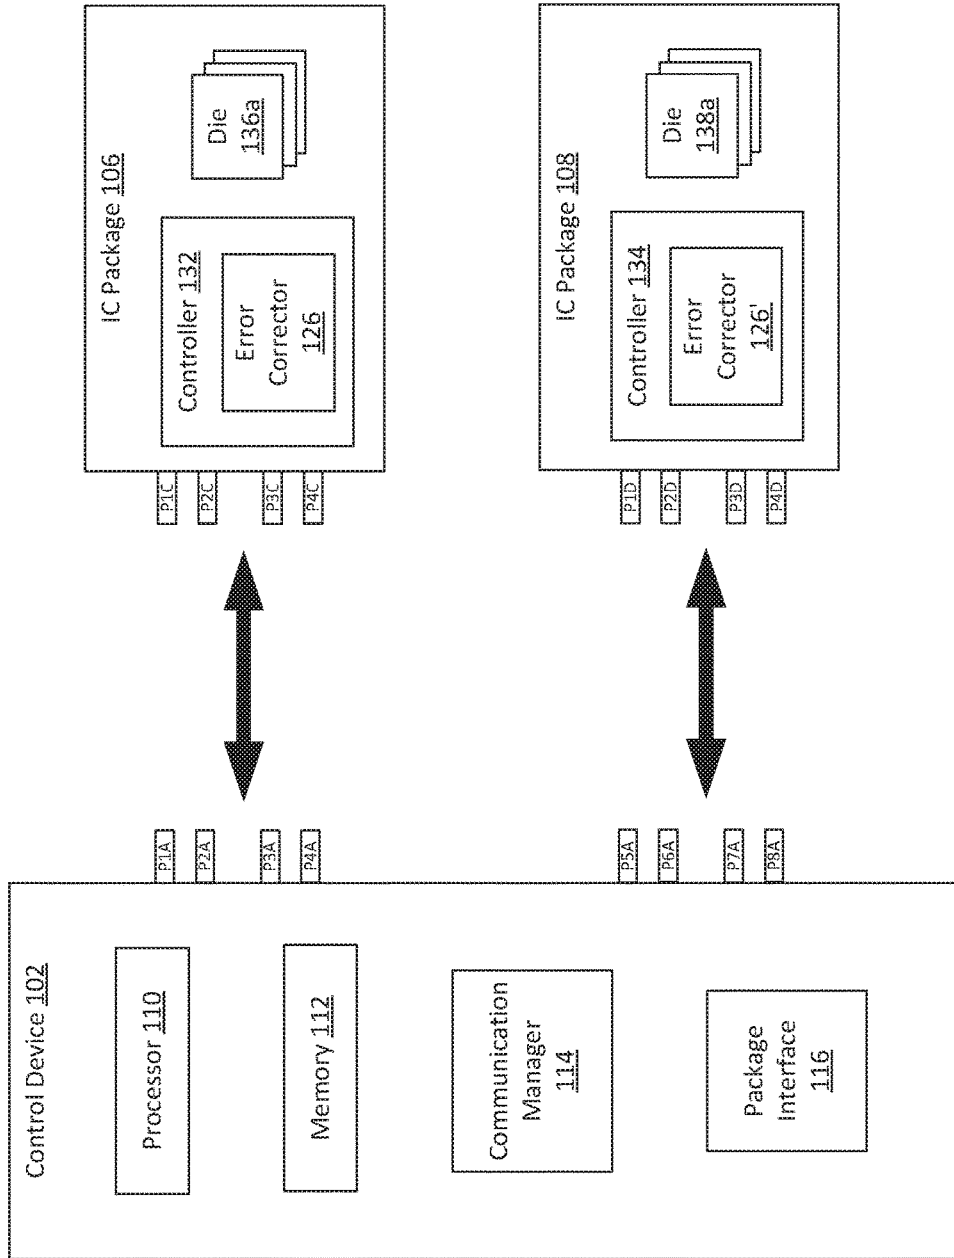 Control Device 102
Processor 110
Memory 112
Communication
Manager
114
Package
Interface
116
P1A
P2A
P3A
P4A
P5A
P6A
P7A
P8A
IC Package 106
P1C
P2C
P3C
P4C
Controller 132
Error
Corrector
126
Die
136a
IC Package 108
P1D
P2D
P3D
P4D
Controller 134
Error
Corrector
126'
Die
138a